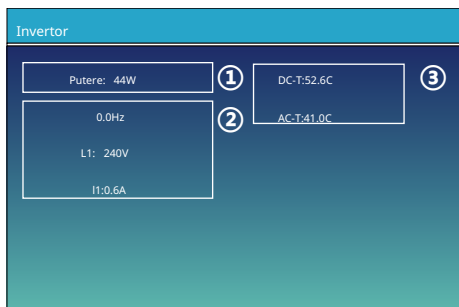 Invertor
Putere: 44W
①
0.0Hz
②
L1: 240V
I1:0.6A
DC-T:52.6C
③
AC-T:41.0C